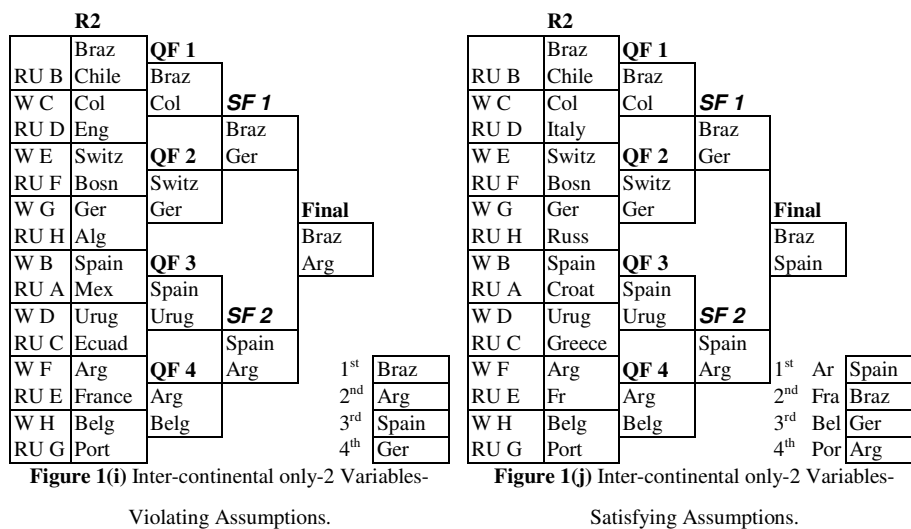 R2
Braz QF 1
RU B Chile Braz
W C Col Col SF 1
RU D Eng Braz
W E Switz QF 2 Ger
RU F Bosn Switz
W G Ger Ger Final
RU H Alg Braz
W B Spain QF 3 Arg
RU A Mex Spain
W D Urug Urug SF 2
RU C Ecuad Spain
W F Arg QF 4 Arg 1st Braz
RU E France Arg 2nd Arg
W H Belg Belg 3rd Spain
RU G Port 4th Ger
Figure 1(i) Inter-continental only-2 Variables-
Violating Assumptions.
R2
Braz QF 1
RU B Chile Braz
W C Col Col SF 1
RU D Italy Braz
W E Switz QF 2 Ger
RU F Bosn Switz
W G Ger Ger Final
RU H Russ Braz
W B Spain QF 3 Spain
RU A Croat Spain
W D Urug Urug SF 2
RU C Greece Spain
W F Arg QF 4 Arg 1st Ar Spain
RU E Fr Arg 2nd Fra Braz
W H Belg Belg 3rd Bel Ger
RU G Port 4th Por Arg
Figure 1(j) Inter-continental only-2 Variables-
Satisfying Assumptions.